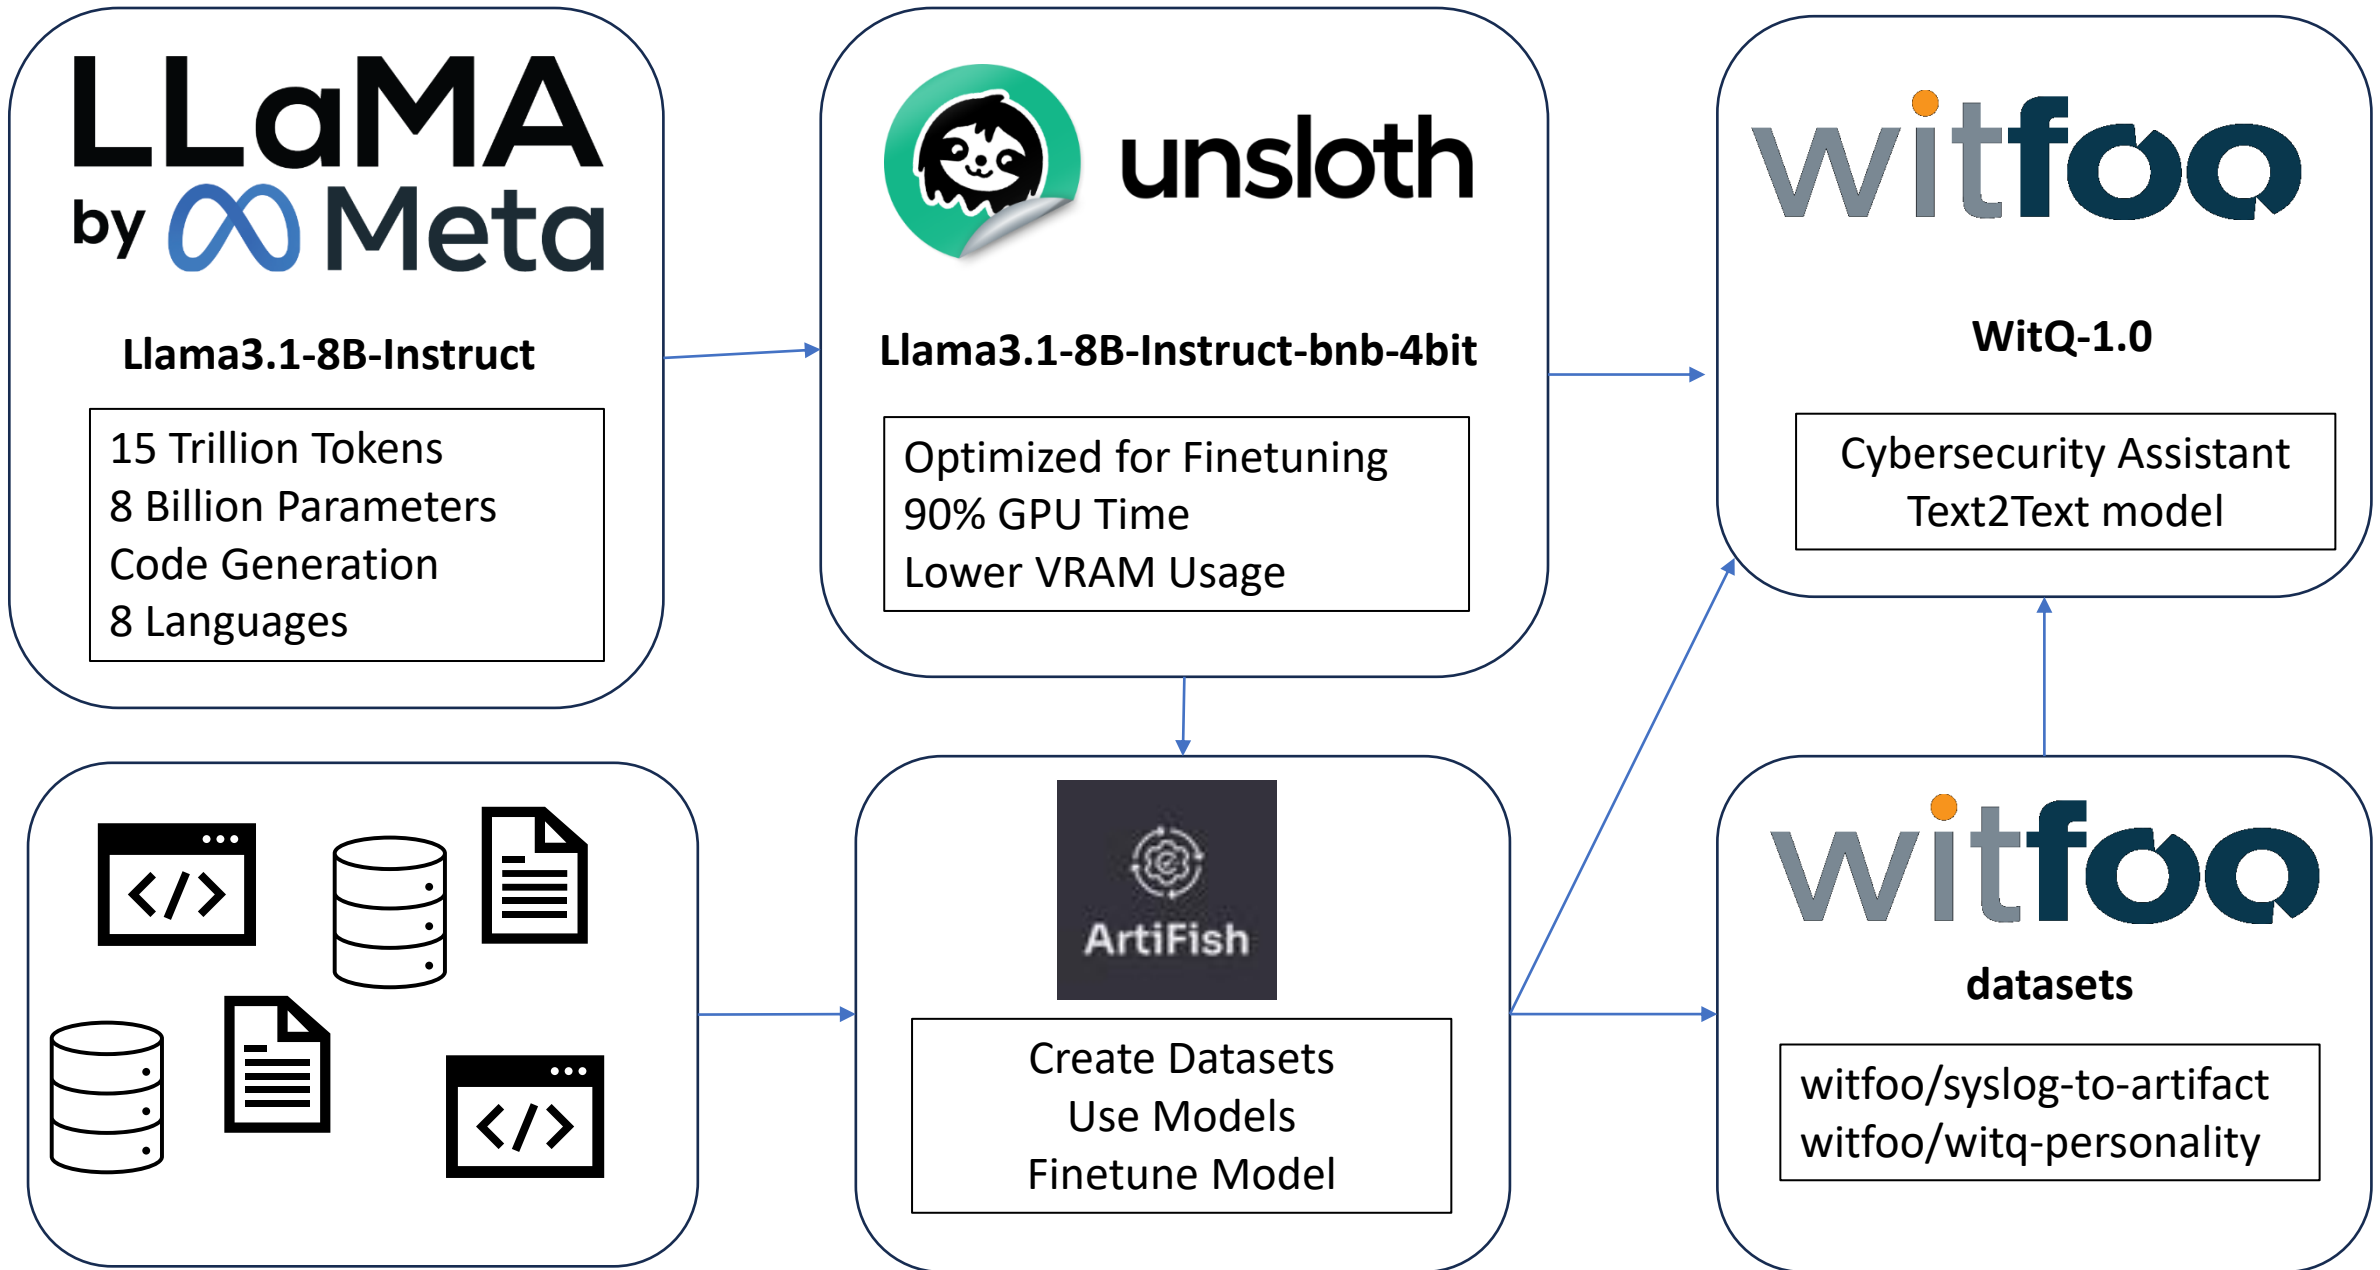 LLaMA
by Meta
Llama3.1-8B-Instruct
15 Trillion Tokens
8 Billion Parameters
Code Generation
8 Languages
unsloth
Llama3.1-8B-Instruct-bnb-4bit
Optimized for Finetuning
90% GPU Time
Lower VRAM Usage
witfoo
WitQ-1.0
Cybersecurity Assistant
Text2Text model
</>
</>
ArtiFish
Create Datasets
Use Models
Finetune Model
witfoo
datasets
witfoo/syslog-to-artifact
witfoo/witq-personality